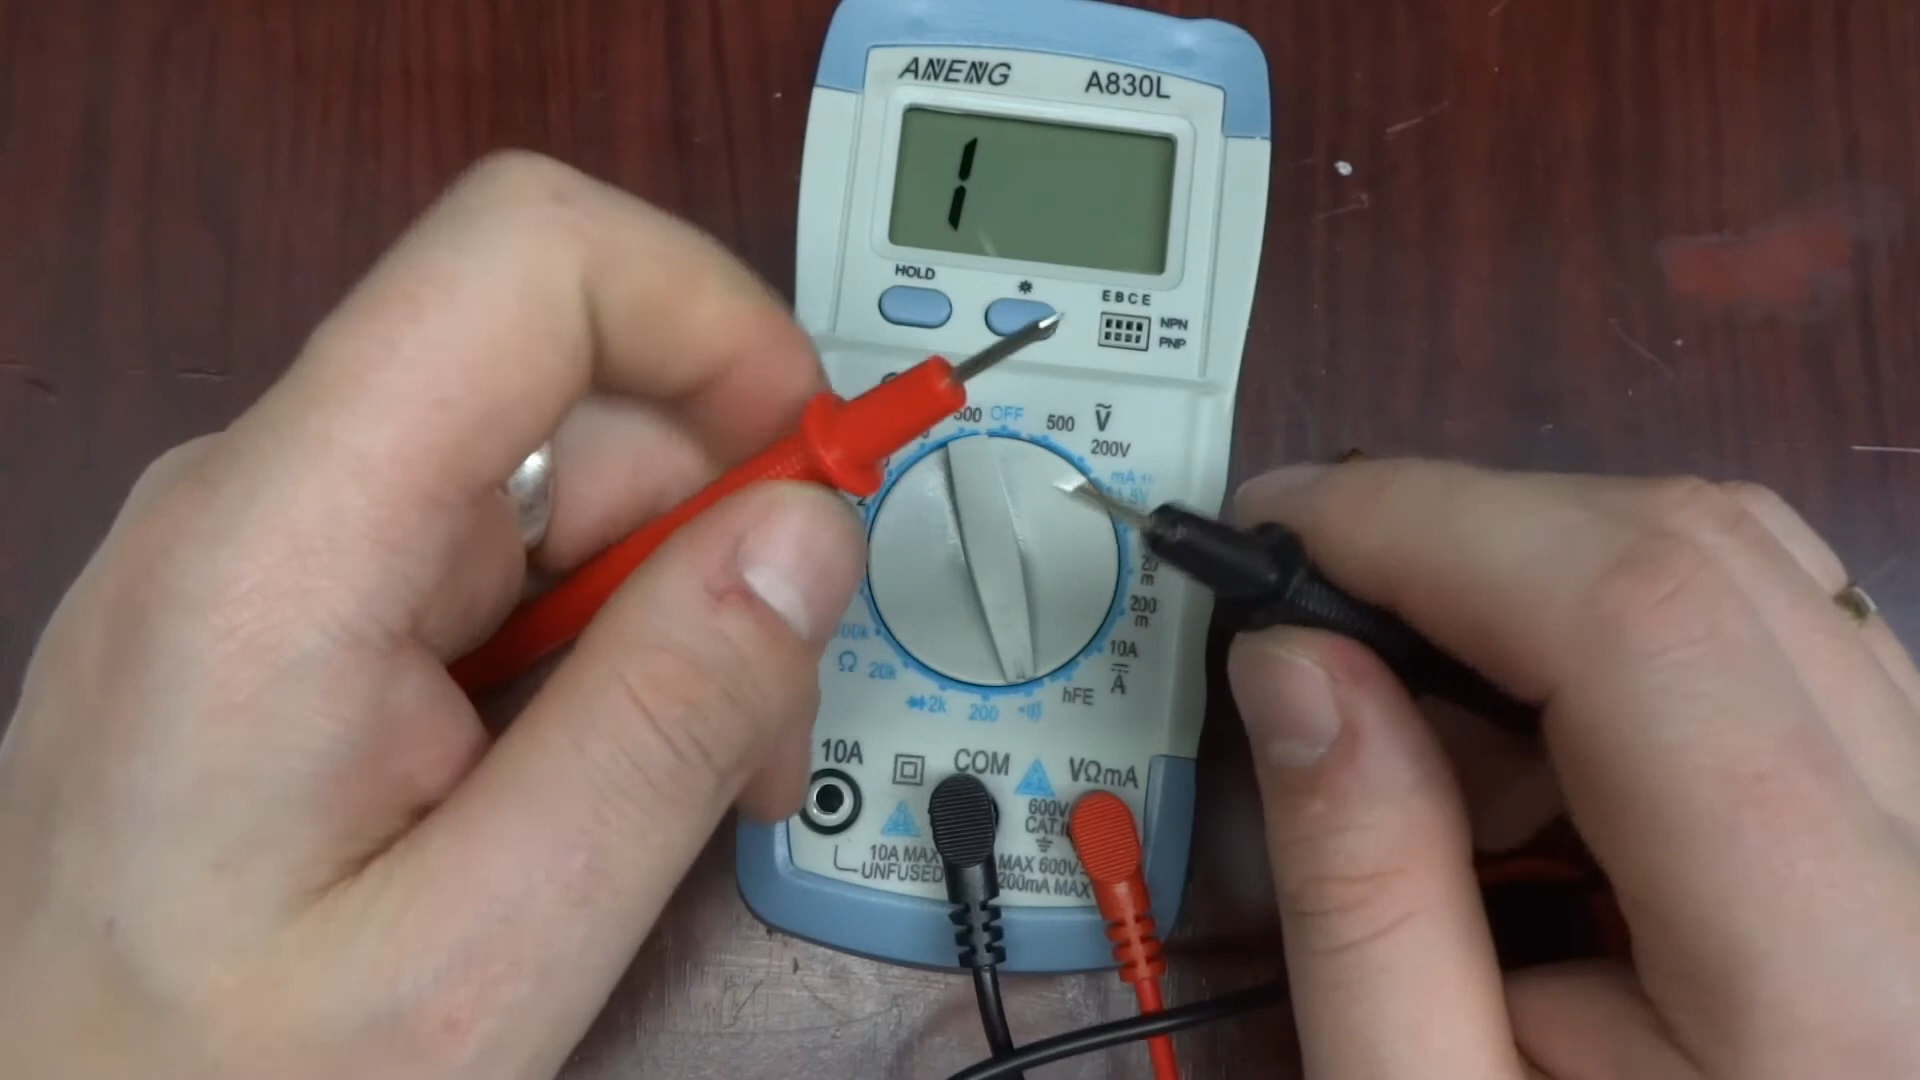 ANENG A830L
1
HOLD
E B C E
NPN
PNP
500 OFF 500 V
200V
mA
20
m
200
m
10A
A
hFE
Ω 20k
2k 200
10A COM VΩmA
600V
10A MAX
UNFUSED
MAX 600V
200mA MAX